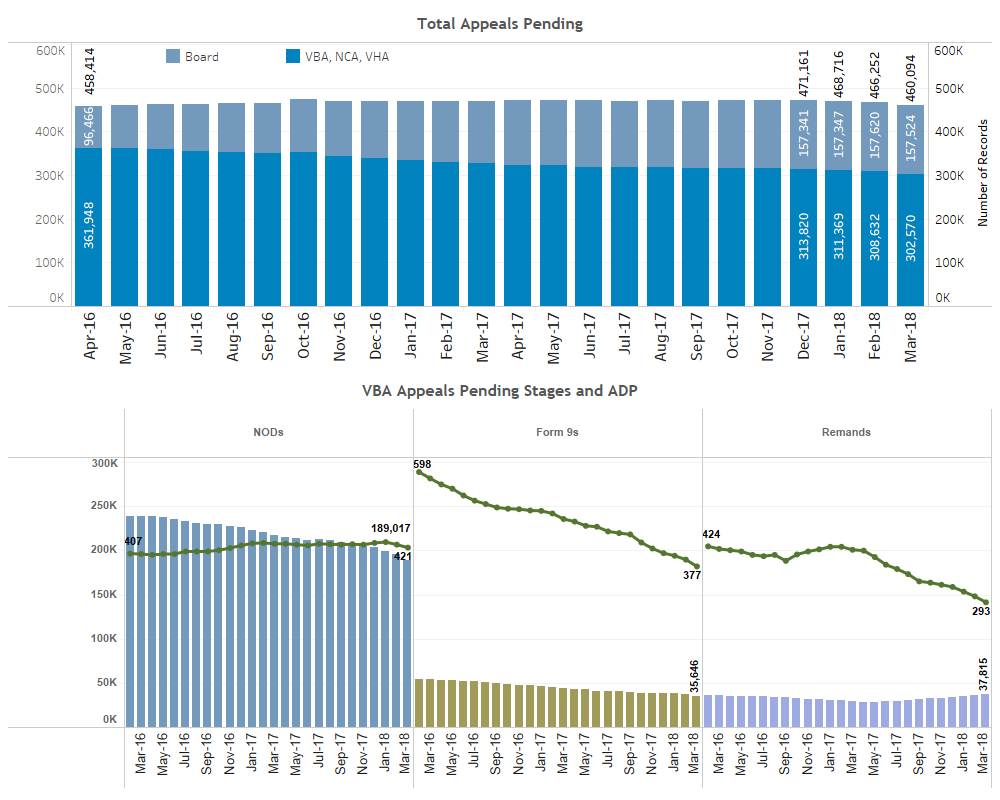 Total Appeals Pending
Board
VBA, NCA, VHA
600K
500K
400K
300K
200K
100K
0K
458,414
96,466
361,948
471,161
157,341
313,820
468,716
157,347
311,369
466,252
157,620
308,632
460,094
157,524
302,570
600K
500K
400K
300K
200K
100K
0K
Number of Records
Apr-16
May-16
Jun-16
Jul-16
Aug-16
Sep-16
Oct-16
Nov-16
Dec-16
Jan-17
Feb-17
Mar-17
Apr-17
May-17
Jun-17
Jul-17
Aug-17
Sep-17
Oct-17
Nov-17
Dec-17
Jan-18
Feb-18
Mar-18
VBA Appeals Pending Stages and ADP
NODs
Form 9s
Remands
300K
250K
200K
150K
100K
50K
0K
407
189,017
421
598
377
35,646
424
293
37,815
Mar-16
May-16
Jul-16
Sep-16
Nov-16
Jan-17
Mar-17
May-17
Jul-17
Sep-17
Nov-17
Jan-18
Mar-18
Mar-16
May-16
Jul-16
Sep-16
Nov-16
Jan-17
Mar-17
May-17
Jul-17
Sep-17
Nov-17
Jan-18
Mar-18
Mar-16
May-16
Jul-16
Sep-16
Nov-16
Jan-17
Mar-17
May-17
Jul-17
Sep-17
Nov-17
Jan-18
Mar-18